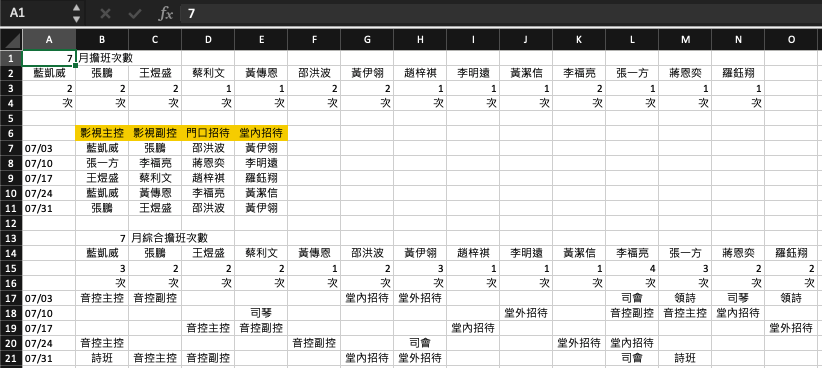 A1 fx 7
A B C D E F G H I J K L M N O
1 7 月擔班次數
2 藍凱威 張鵬 王煜盛 蔡利文 黃傳恩 邵洪波 黃伊翎 趙梓祺 李明遠 黃潔信 李福亮 張一方 蔣恩奕 羅鈺翔
3 2 2 2 1 1 2 2 1 1 1 2 1 1 1
4 次 次 次 次 次 次 次 次 次 次 次 次 次 次
5
6 影視主控 影視副控 門口招待 堂內招待
7 07/03 藍凱威 張鵬 邵洪波 黃伊翎
8 07/10 張一方 李福亮 蔣恩奕 李明遠
9 07/17 王煜盛 蔡利文 趙梓祺 羅鈺翔
10 07/24 藍凱威 黃傳恩 李福亮 黃潔信
11 07/31 張鵬 王煜盛 邵洪波 黃伊翎
12
13 7 月綜合擔班次數
14 藍凱威 張鵬 王煜盛 蔡利文 黃傳恩 邵洪波 黃伊翎 趙梓祺 李明遠 黃潔信 李福亮 張一方 蔣恩奕 羅鈺翔
15 3 2 2 2 1 2 3 1 1 1 4 3 2 2
16 次 次 次 次 次 次 次 次 次 次 次 次 次 次
17 07/03 音控主控 音控副控 堂內招待 堂外招待 司會 領詩 司琴 領詩
18 07/10 司琴 堂外招待 音控副控 音控主控 堂內招待
19 07/17 音控主控 音控副控 堂內招待 堂外招待
20 07/24 音控主控 音控副控 司會 堂外招待 堂內招待
21 07/31 詩班 音控主控 音控副控 堂內招待 堂外招待 司會 詩班